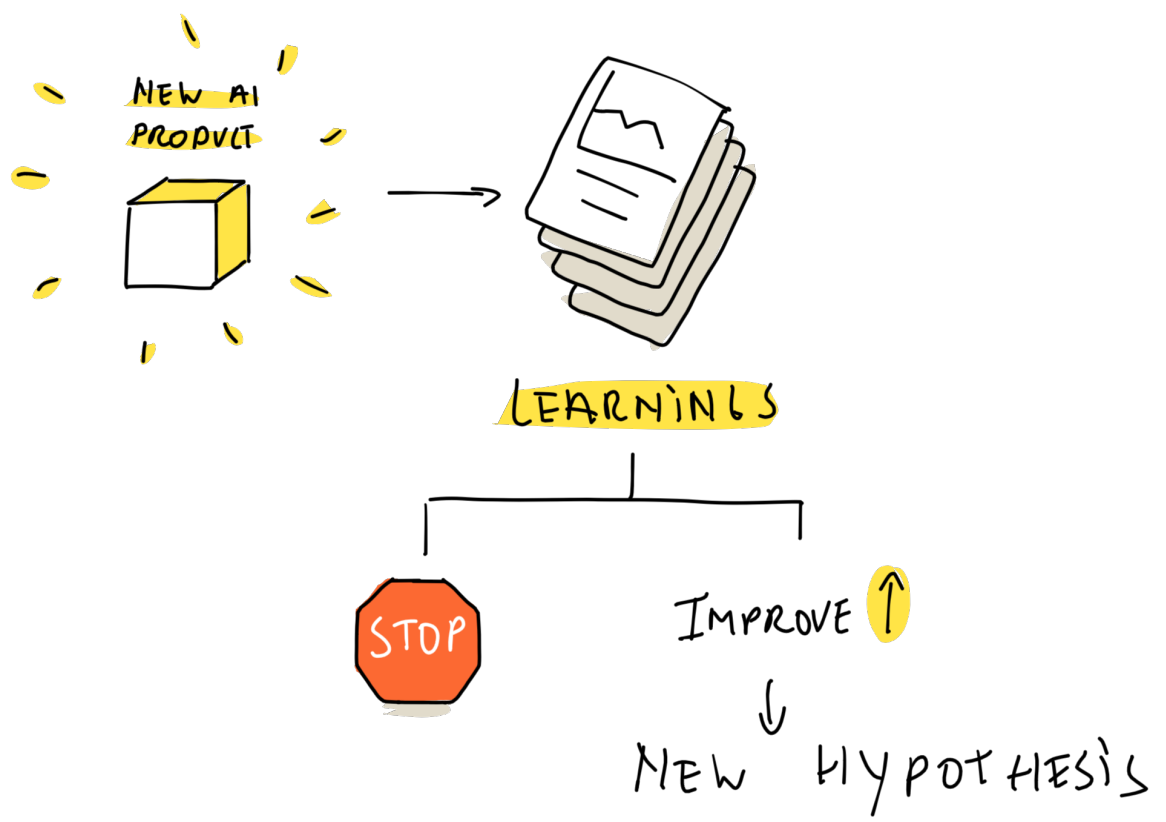 NEW AI
PRODUCT
LEARNiNGS
STOP
IMPROVE
NEW HYPOTHESiS